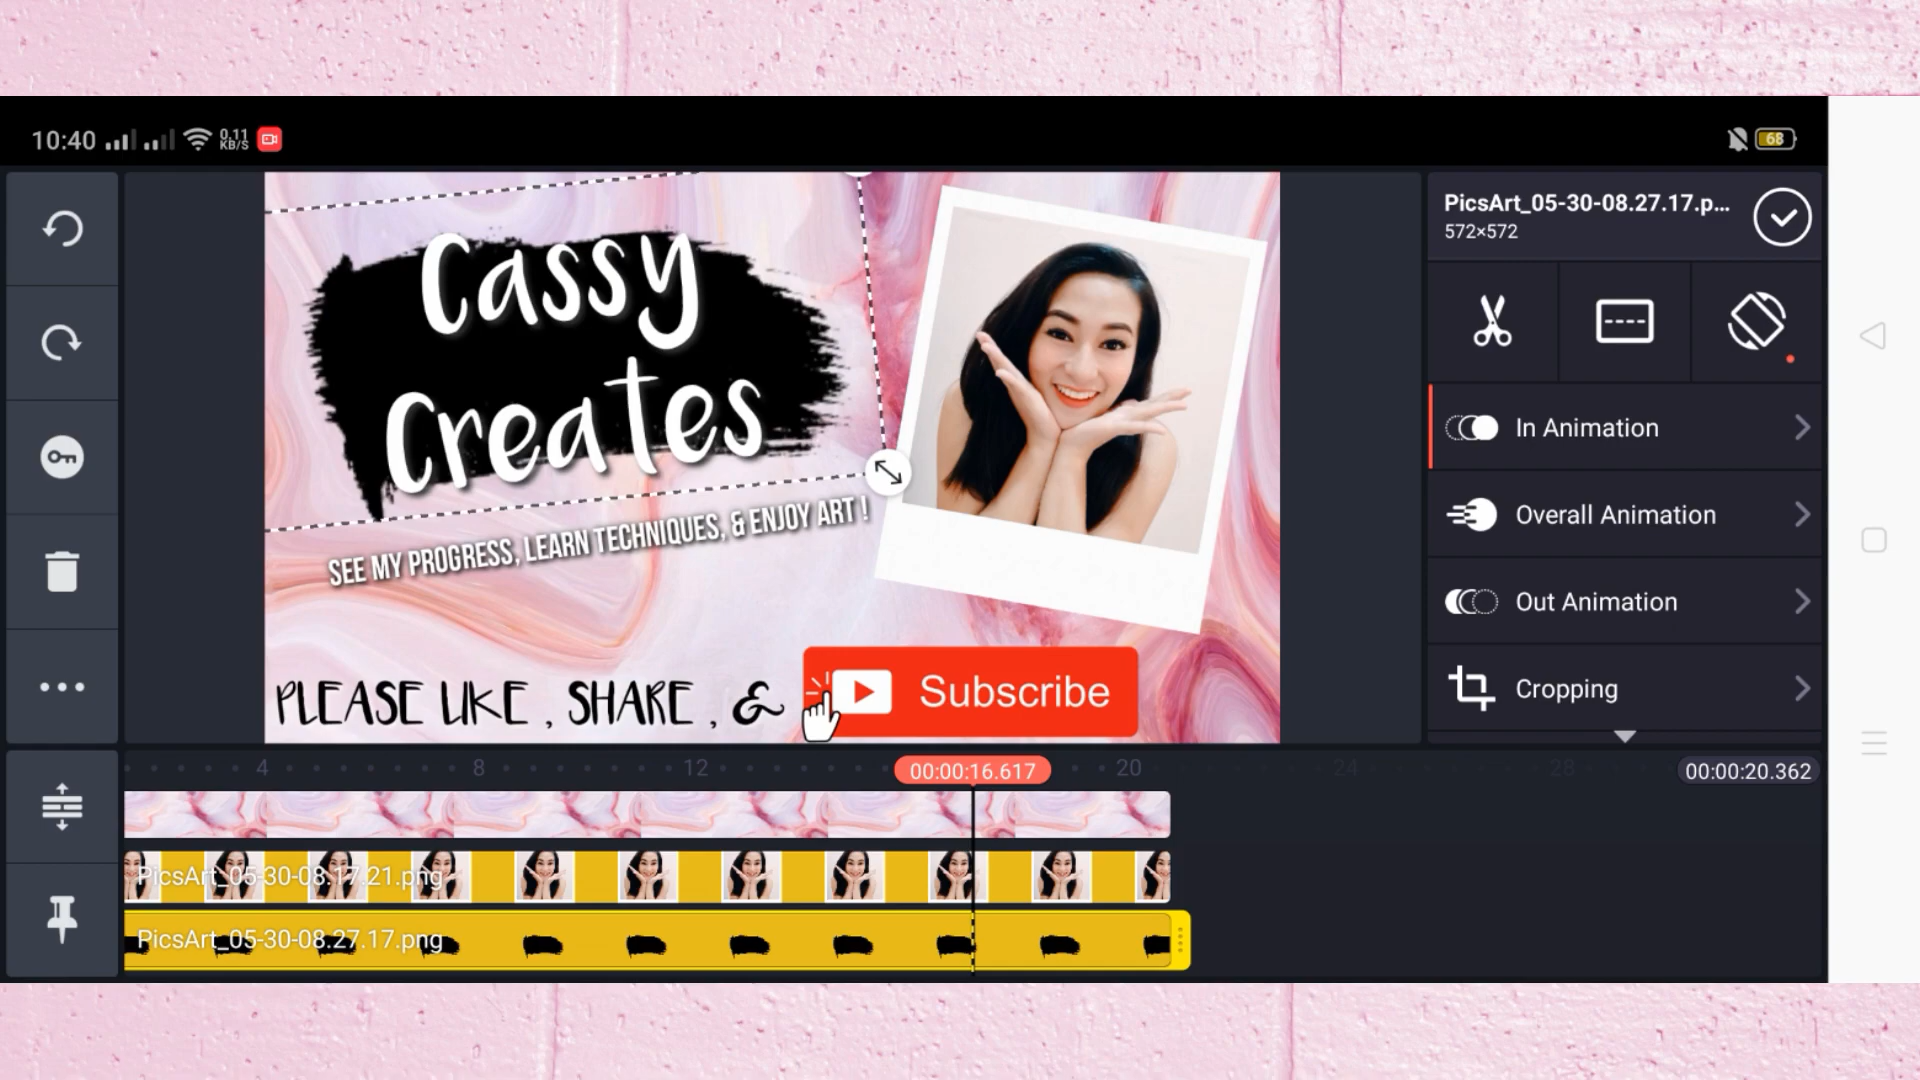 10:40
0.11
KB/S
68
PicsArt_05-30-08.27.17.p...
572×572
Cassy
Creates
SEE MY PROGRESS, LEARN TECHNIQUES, & ENJOY ART !
PLEASE LIKE , SHARE , &
Subscribe
In Animation
Overall Animation
Out Animation
Cropping
4
8
12
00:00:16.617
20
24
28
00:00:20.362
PicsArt_05-30-08.17.21.png
PicsArt_05-30-08.27.17.png